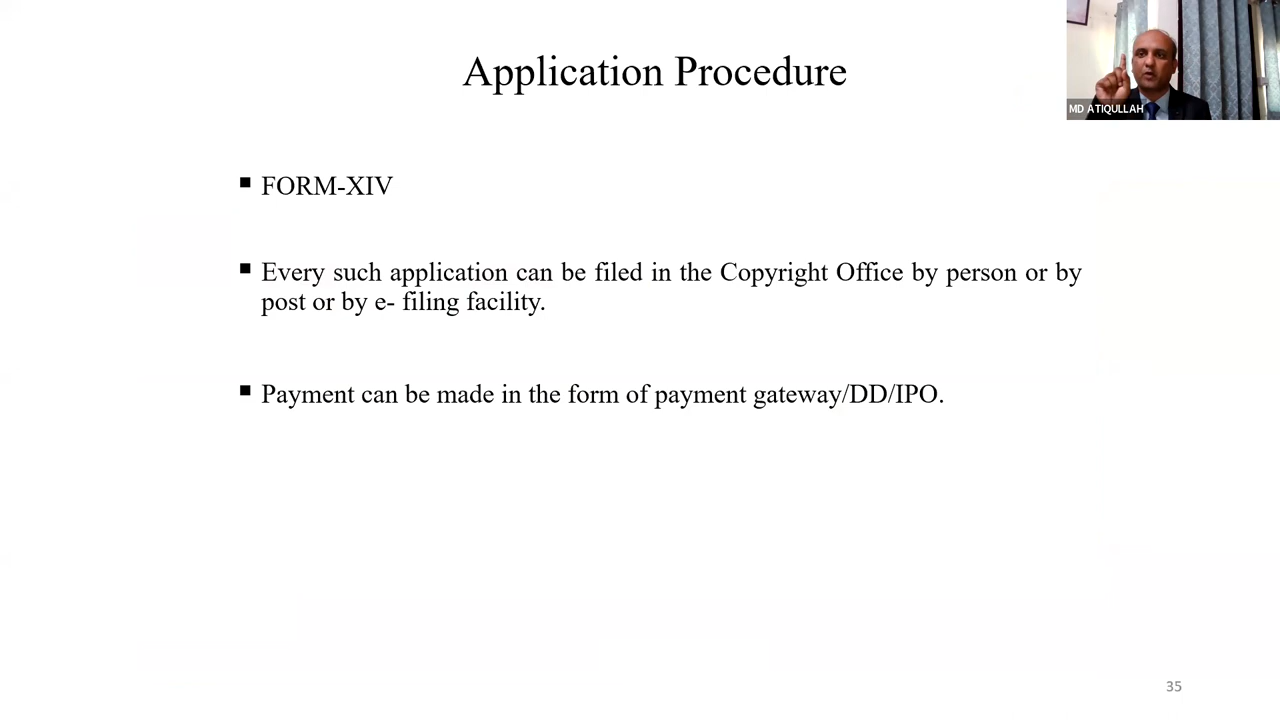 Application Procedure
MD ATIQULLAH
▪ FORM-XIV
▪ Every such application can be filed in the Copyright Office by person or by
post or by e- filing facility.
▪ Payment can be made in the form of payment gateway/DD/IPO.
35